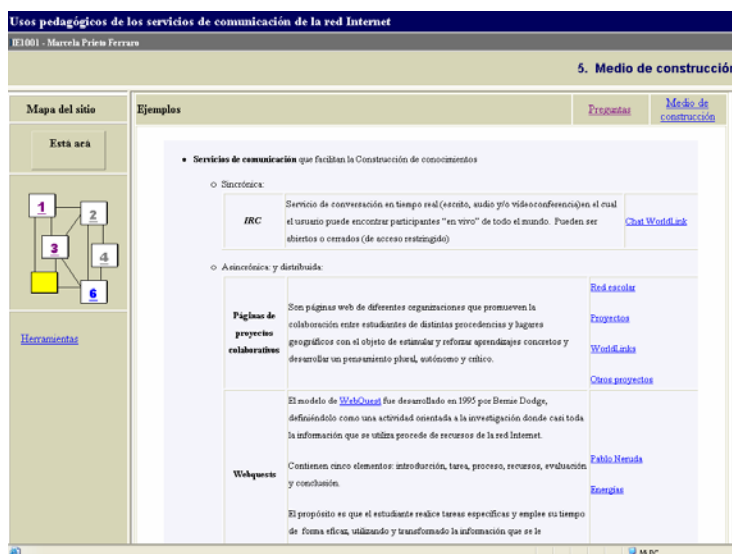 Usos pedagógicos de los servicios de comunicación de la red Internet
IE1001 - Marcela Prieto Ferraro
5. Medio de construcción
Mapa del sitio
Está acá
1
2
3
4
6
Herramientas
Ejemplos
Preguntas
Medio de
construcción
Servicios de comunicación que facilitan la Construcción de conocimientos
Sincrónica:
IRC
Servicio de conversación en tiempo real (escrito, audio y/o videoconferencia) en el cual
el usuario puede encontrar participantes "en vivo" de todo el mundo. Pueden ser
abiertos o cerrados (de acceso restringido)
Chat WorldLink
Asincrónica: y distribuida:
Páginas de
proyectos
colaborativos
Son páginas web de diferentes organizaciones que promueven la
colaboración entre estudiantes de distintas procedencias y lugares
geográficos con el objeto de estimular y reforzar aprendizajes concretos y
desarrollar un pensamiento plural, autónomo y crítico.
Red escolar
Proyectos
WorldLinks
Otros proyectos
Webquests
El modelo de WebQuest fue desarrollado en 1995 por Bernie Dodge,
definiéndolo como una actividad orientada a la investigación donde casi toda
la información que se utiliza procede de recursos de la red Internet.
Contienen cinco elementos: introducción, tarea, proceso, recursos, evaluación
y conclusión.
El propósito es que el estudiante realice tareas específicas y emplee su tiempo
de forma eficaz, utilizando y transformado la información que se le
Pablo Neruda
Energías